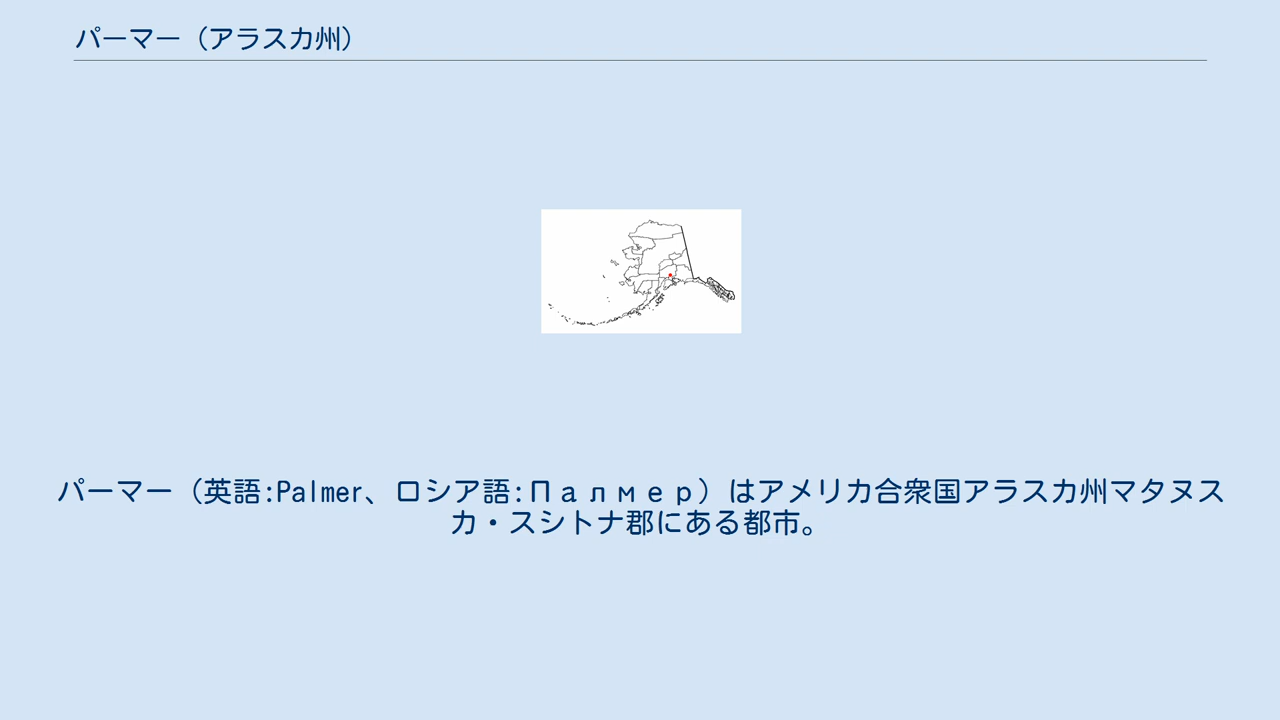 パーマー（アラスカ州）
パーマー（英語:Palmer、ロシア語:Палмер）はアメリカ合衆国アラスカ州マタヌス
カ・スシトナ郡にある都市。